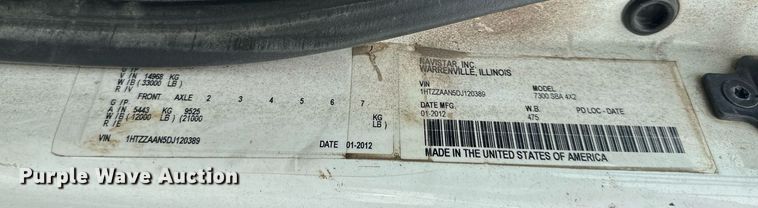 G/P
V/N 14968 KG
W/B (33000 LB)
R/V
FRONT AXLE 2 3 4 5 6 7
G/P
A/N 5443 KG 9525 KG
W/B (12000 LB) (21000 LB)
R/E
VIN 1HTZZAAN5DJ120389 DATE 01-2012
NAVISTAR, INC.
WARRENVILLE, ILLINOIS
VIN MODEL
1HTZZAAN5DJ120389 7300 SBA 4X2
DATE MFG W.B. PD LOC - DATE
01-2012 475
MADE IN THE UNITED STATES OF AMERICA
Purple Wave Auction